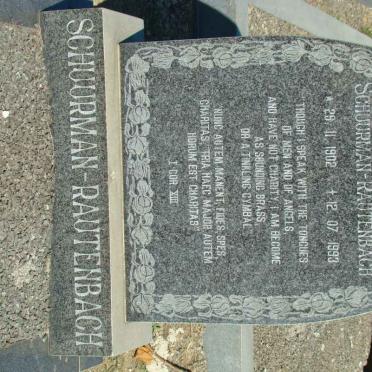 SCHUURMAN-RAUTENBACH
* 28. 11. 1902 + 12. 07. 1993
THOUGH I SPEAK WITH THE TONGUES
OF MEN AND OF ANGELS
AND HAVE NOT CHARITY, I AM BECOME
AS SOUNDING BRASS,
OR A TINKLING CYMBAL
NUNC AUTEM MANENT, FIDES, SPES,
CHARITAS, TRIA HAEC: MAJOR AUTEM
HORUM EST CHARITAS
1 COR. XIII
SCHUURMAN-RAUTENBACH